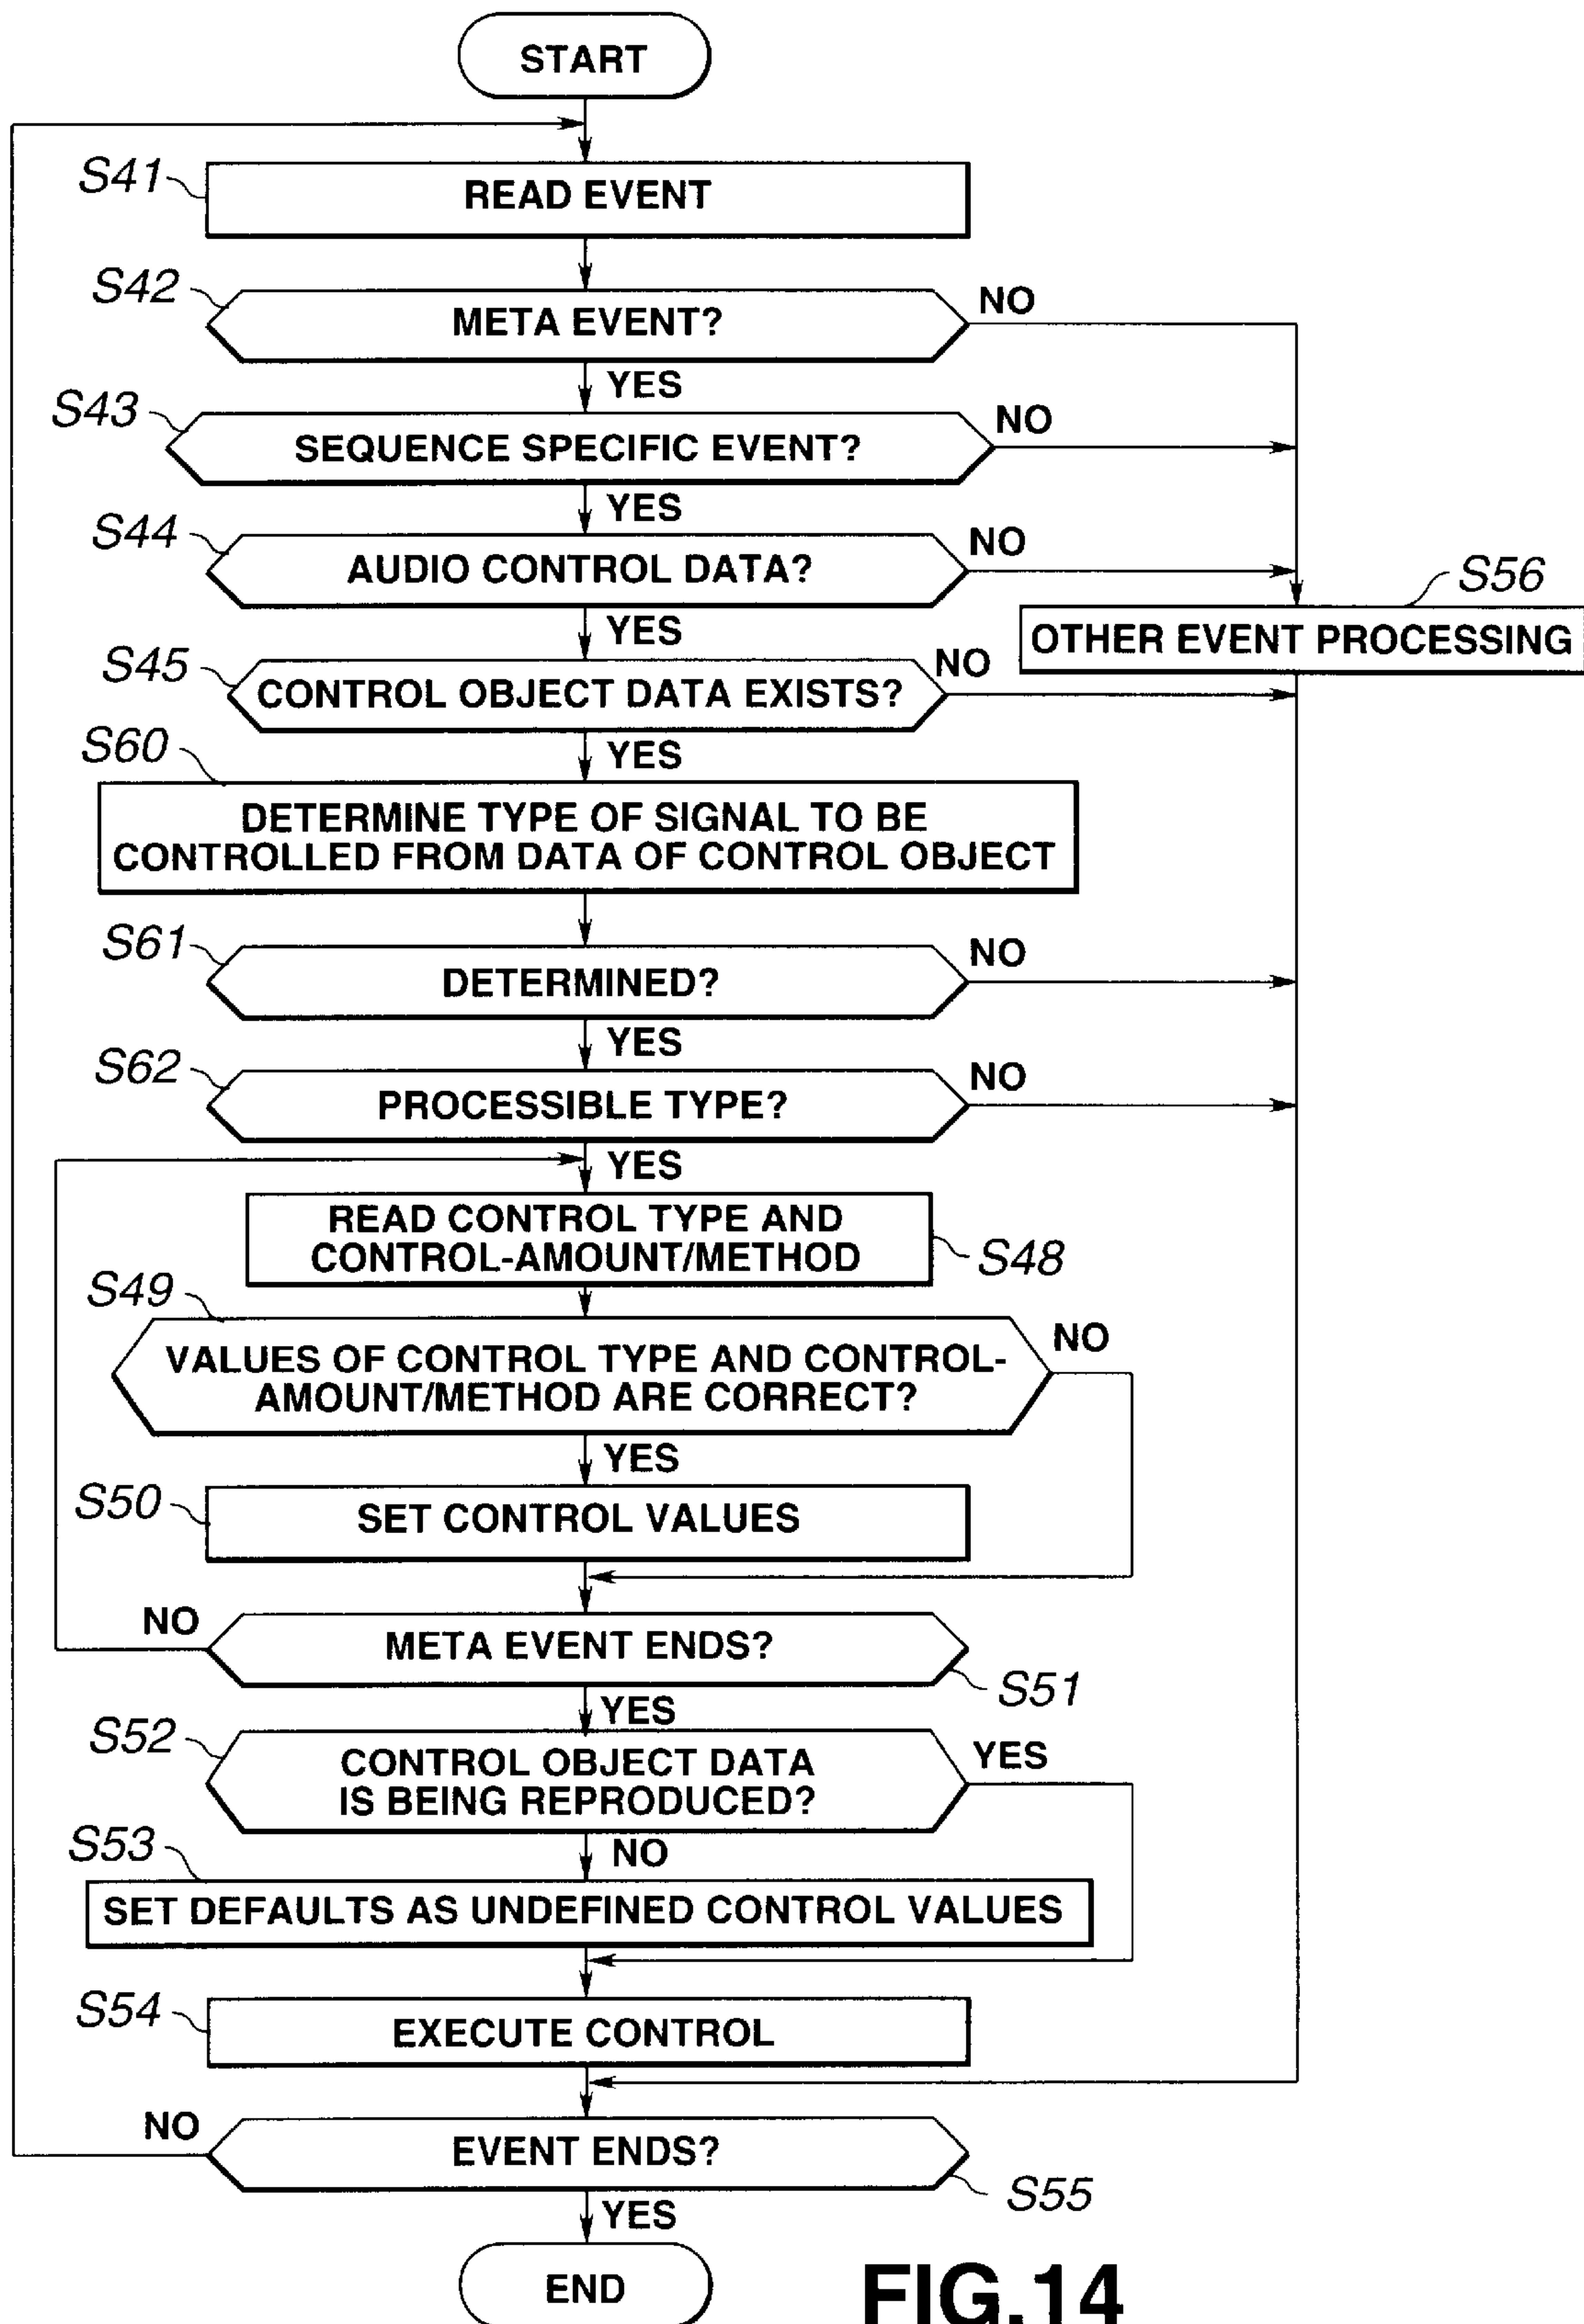 START
S41
READ EVENT
S42
META EVENT?
NO
YES
S43
SEQUENCE SPECIFIC EVENT?
NO
YES
S44
AUDIO CONTROL DATA?
NO
YES
S56
OTHER EVENT PROCESSING
S45
CONTROL OBJECT DATA EXISTS?
NO
YES
S60
DETERMINE TYPE OF SIGNAL TO BE
CONTROLLED FROM DATA OF CONTROL OBJECT
S61
DETERMINED?
NO
YES
S62
PROCESSIBLE TYPE?
NO
YES
READ CONTROL TYPE AND
CONTROL-AMOUNT/METHOD
S48
S49
VALUES OF CONTROL TYPE AND CONTROL-
AMOUNT/METHOD ARE CORRECT?
NO
YES
S50
SET CONTROL VALUES
NO
META EVENT ENDS?
S51
YES
S52
CONTROL OBJECT DATA
IS BEING REPRODUCED?
YES
NO
S53
SET DEFAULTS AS UNDEFINED CONTROL VALUES
S54
EXECUTE CONTROL
NO
EVENT ENDS?
S55
YES
END
FIG.14